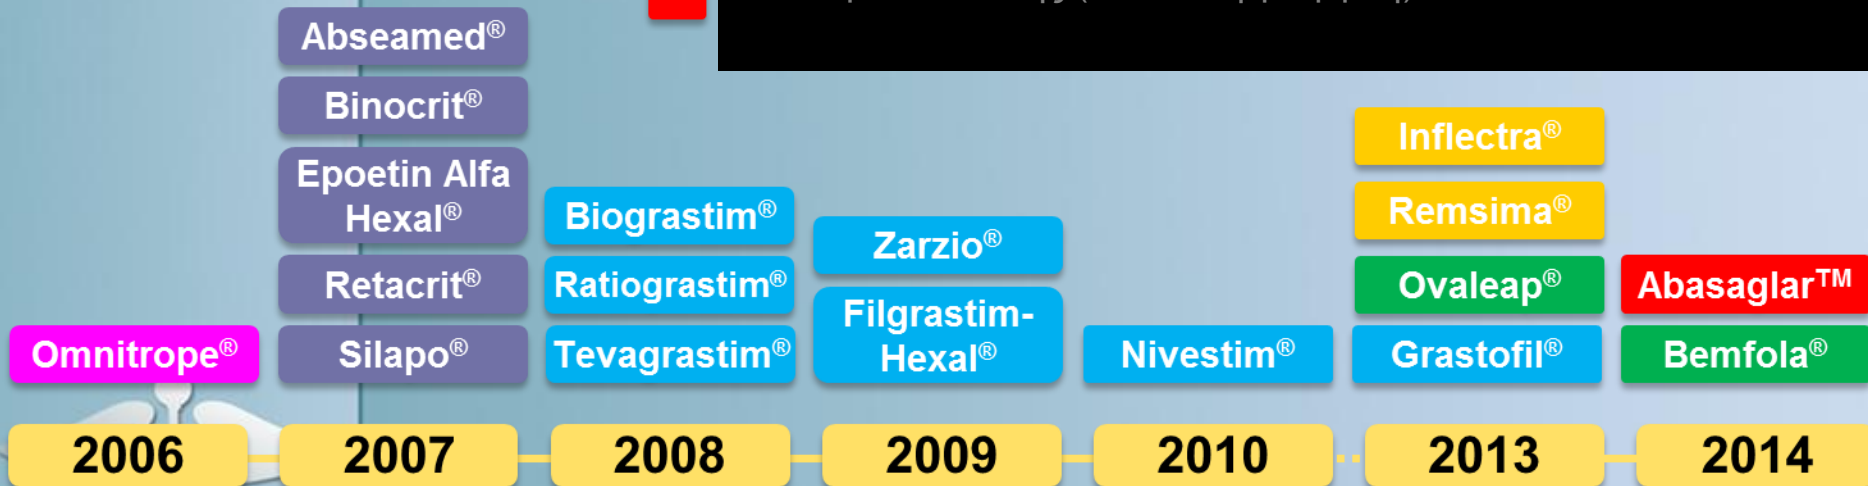 Abseamed®
Binocrit®
Epoetin Alfa
Hexal®
Retacrit®
Silapo®
Omnitrope®
Biograstim®
Ratiograstim®
Tevagrastim®
Zarzio®
Filgrastim-
Hexal®
Nivestim®
Inflectra®
Remsima®
Ovaleap®
Grastofil®
Abasaglar™
Bemfola®
2006
2007
2008
2009
2010
2013
2014